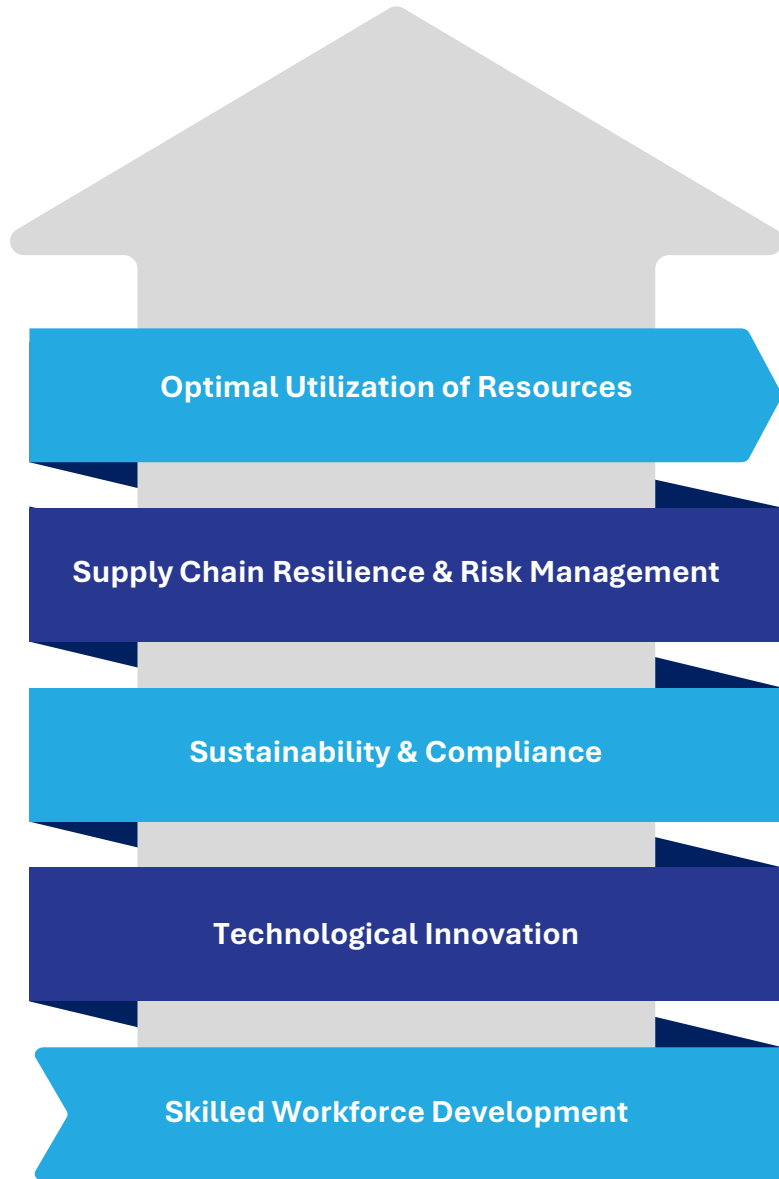 Optimal Utilization of Resources
Supply Chain Resilience & Risk Management
Sustainability & Compliance
Technological Innovation
Skilled Workforce Development